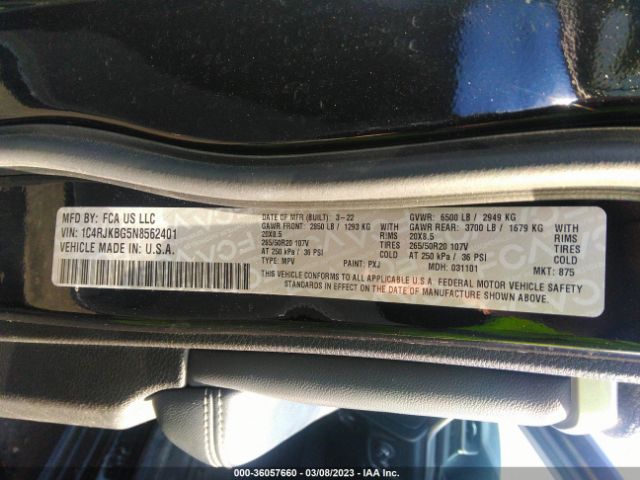 MFD BY: FCA US LLC
VIN: 1C4RJKBG5N8562401
VEHICLE MADE IN: U.S.A.
DATE OF MFR (BUILT): 3-22 GVWR: 6500 LB / 2949 KG
GAWR FRONT: 2850 LB / 1293 KG GAWR REAR: 3700 LB / 1679 KG
20X8.5 RIMS 20X8.5 RIMS
265/50R20 107V TIRES 265/50R20 107V TIRES
AT 250 kPa / 36 PSI COLD AT 250 kPa / 36 PSI COLD
TYPE: MPV PAINT: PXJ MDH: 031101 MKT: 875
THIS VEHICLE CONFORMS TO ALL APPLICABLE U.S.A. FEDERAL MOTOR VEHICLE SAFETY
STANDARDS IN EFFECT ON THE DATE OF MANUFACTURE SHOWN ABOVE.
000-36057660 - 03/08/2023 - IAA Inc.